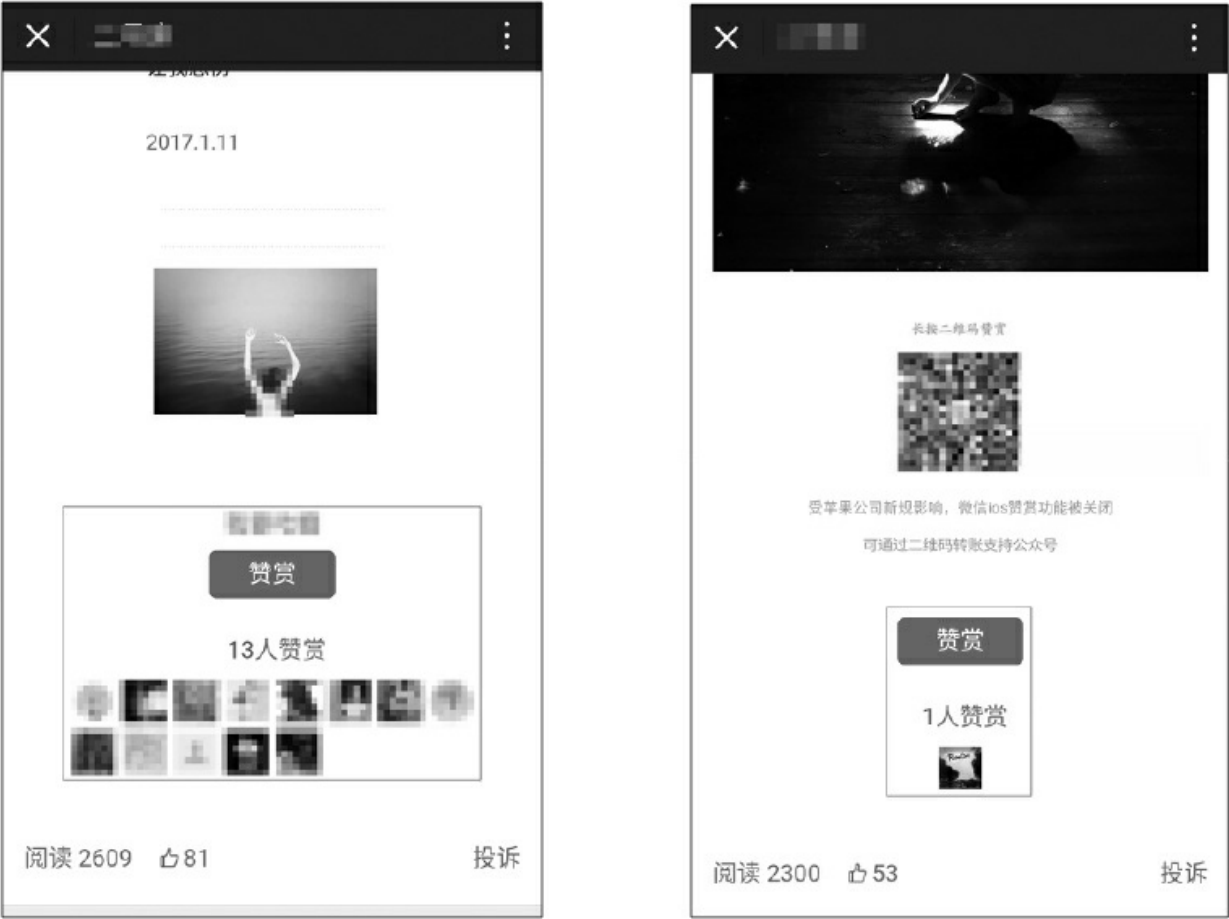 2017.1.11
赞赏
13人赞赏
阅读 2609 81 投诉
长按二维码赞赏
受苹果公司新规影响，微信ios赞赏功能被关闭
可通过二维码转账支持公众号
赞赏
1人赞赏
阅读 2300 53 投诉